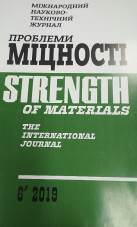 МІЖНАРОДНИЙ
НАУКОВО-
ТЕХНІЧНИЙ
ЖУРНАЛ
ПРОБЛЕМИ
МІЦНОСТІ
STRENGTH
OF MATERIALS
THE
INTERNATIONAL
JOURNAL
6' 2019